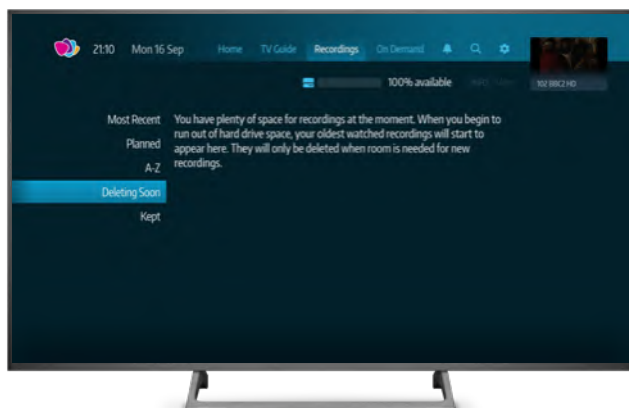 21:10 Mon 16 Sep Home TV Guide Recordings On Demand
100% available
102 BBC2 HD
Most Recent
Planned
A-Z
Deleting Soon
Kept
You have plenty of space for recordings at the moment. When you begin to
run out of hard drive space, your oldest watched recordings will start to
appear here. They will only be deleted when room is needed for new
recordings.